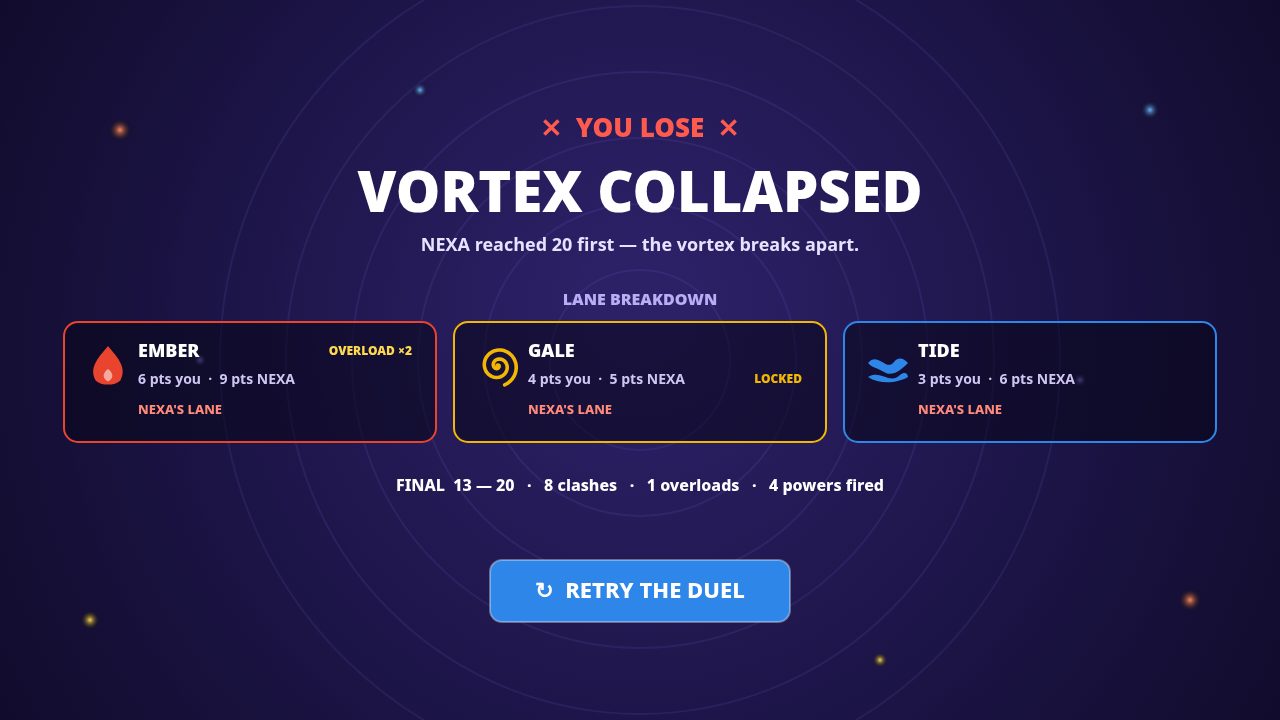 ✕ YOU LOSE ✕
VORTEX COLLAPSED
NEXA reached 20 first — the vortex breaks apart.
LANE BREAKDOWN
EMBER
OVERLOAD ×2
6 pts you · 9 pts NEXA
NEXA'S LANE
GALE
4 pts you · 5 pts NEXA
LOCKED
NEXA'S LANE
TIDE
3 pts you · 6 pts NEXA
NEXA'S LANE
FINAL 13 — 20 · 8 clashes · 1 overloads · 4 powers fired
↻ RETRY THE DUEL